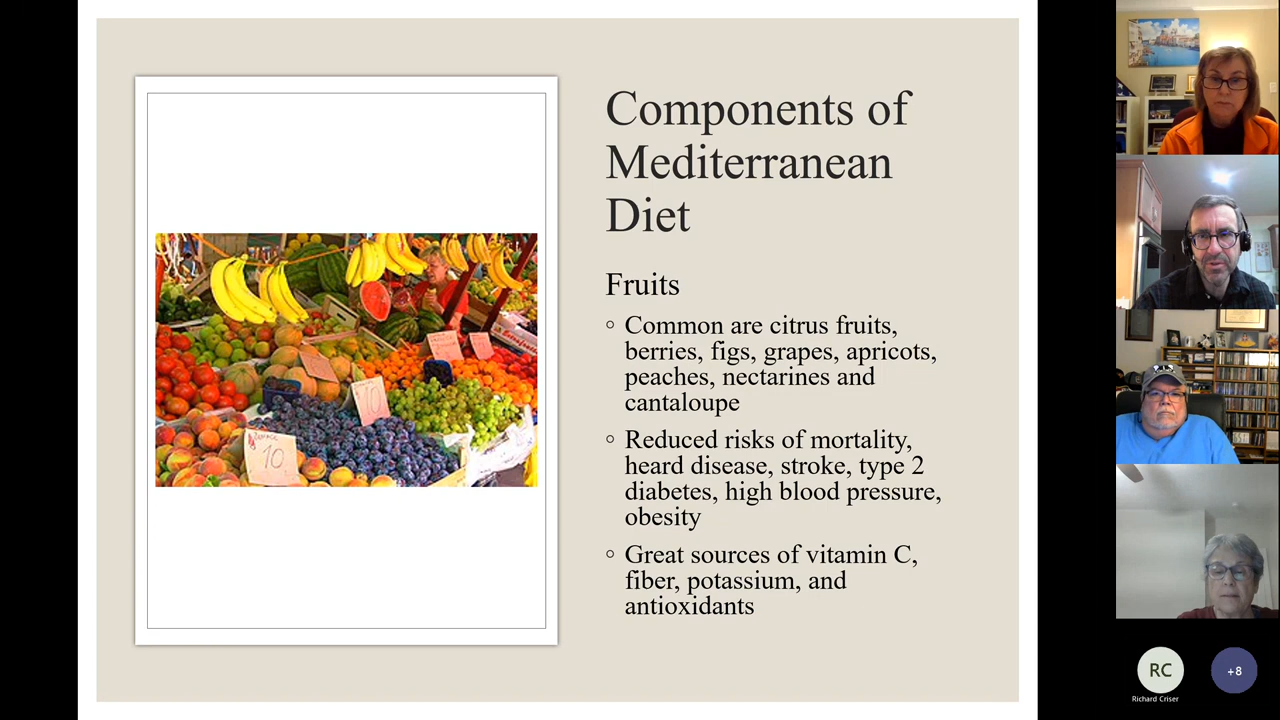 Components of
Mediterranean
Diet
Fruits
Common are citrus fruits,
berries, figs, grapes, apricots,
peaches, nectarines and
cantaloupe
Reduced risks of mortality,
heard disease, stroke, type 2
diabetes, high blood pressure,
obesity
Great sources of vitamin C,
fiber, potassium, and
antioxidants
10
10
RC
+8
Richard Criser